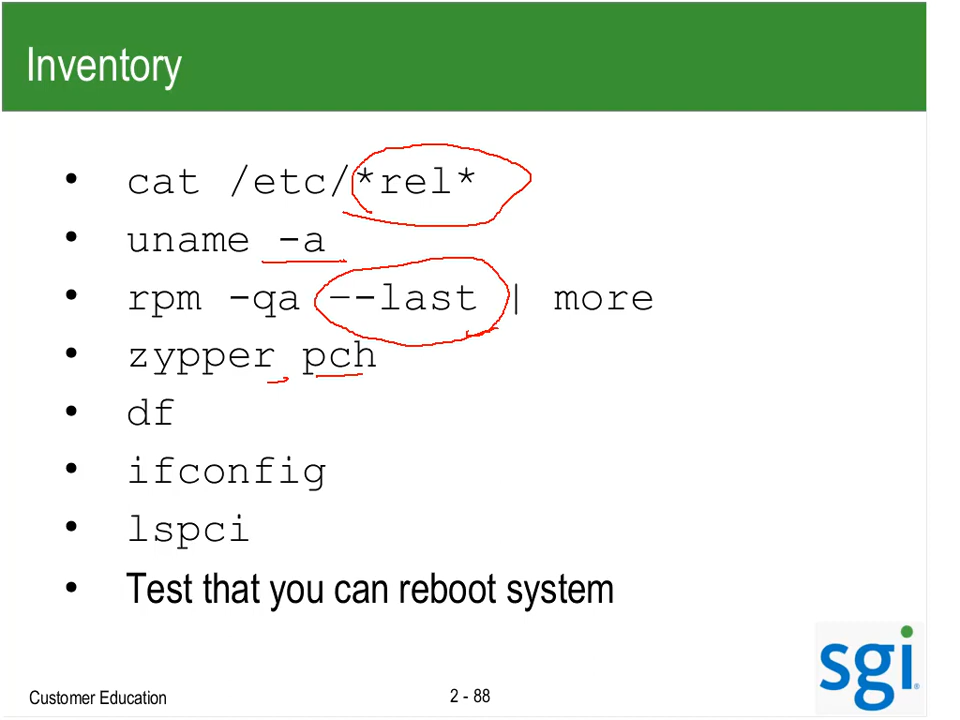 Inventory
• cat /etc/*rel*
• uname -a
• rpm -qa –-last | more
• zypper pch
• df
• ifconfig
• lspci
• Test that you can reboot system
sgi®
Customer Education
2 - 88